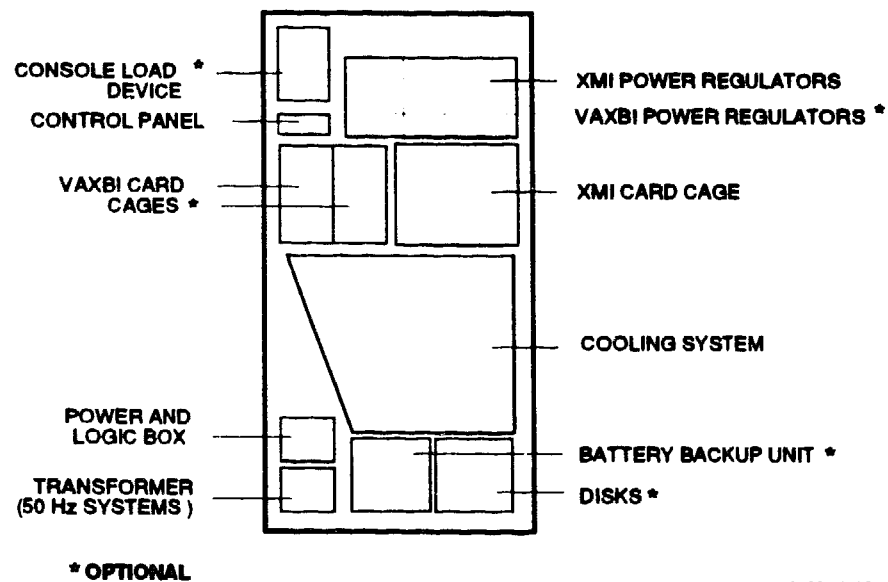 CONSOLE LOAD *
DEVICE
CONTROL PANEL
VAXBI CARD
CAGES *
POWER AND
LOGIC BOX
TRANSFORMER
(50 Hz SYSTEMS )
XMI POWER REGULATORS
VAXBI POWER REGULATORS *
XMI CARD CAGE
COOLING SYSTEM
BATTERY BACKUP UNIT *
DISKS *
* OPTIONAL